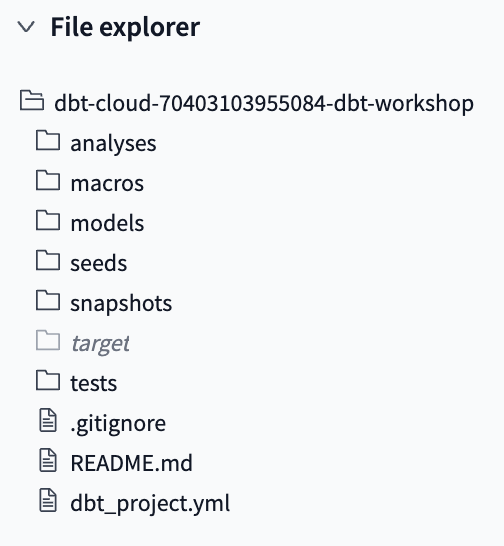 File explorer
dbt-cloud-70403103955084-dbt-workshop
analyses
macros
models
seeds
snapshots
target
tests
.gitignore
README.md
dbt_project.yml